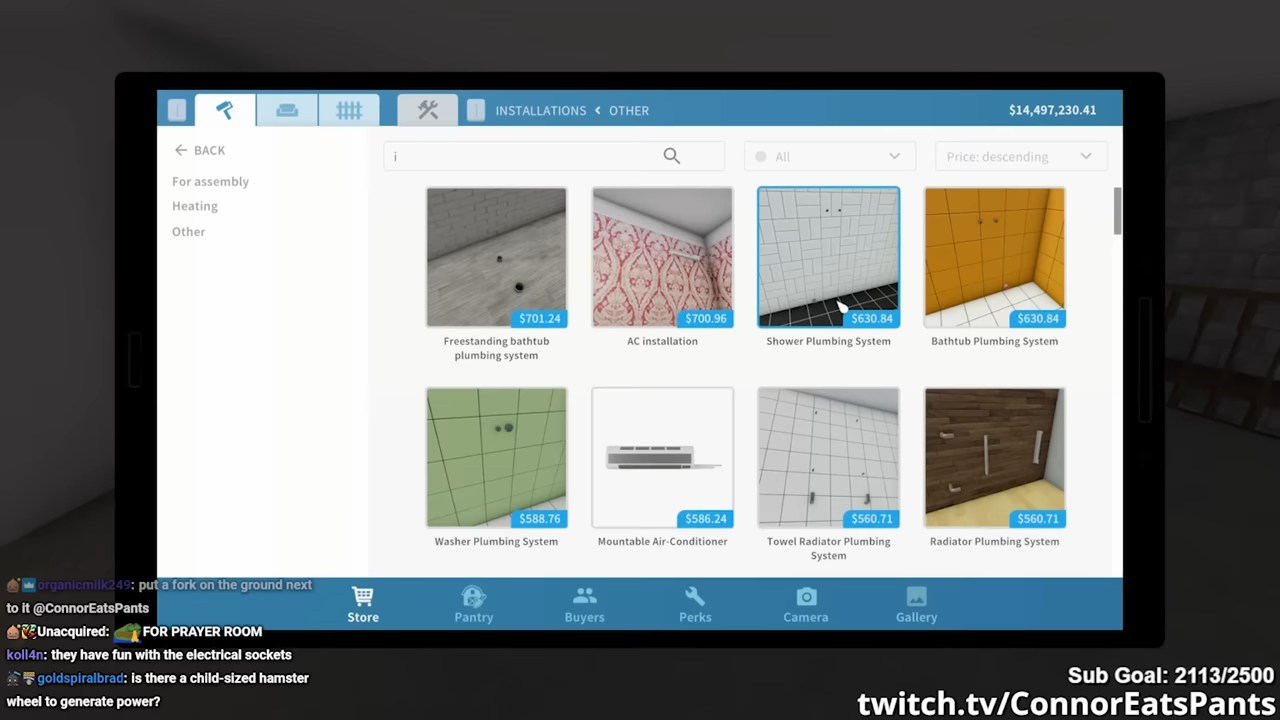 INSTALLATIONS < OTHER
$14,497,230.41
← BACK
i
All
Price: descending
For assembly
Heating
Other
$701.24
$700.96
$630.84
$630.84
Freestanding bathtub
plumbing system
AC installation
Shower Plumbing System
Bathtub Plumbing System
$588.76
$586.24
$560.71
$560.71
Washer Plumbing System
Mountable Air-Conditioner
Towel Radiator Plumbing
System
Radiator Plumbing System
Store
Pantry
Buyers
Perks
Camera
Gallery
organicmilk249: put a fork on the ground next
to it @ConnorEatsPants
Unacquired: FOR PRAYER ROOM
koll4n: they have fun with the electrical sockets
goldspiralbrad: is there a child-sized hamster
wheel to generate power?
Sub Goal: 2113/2500
twitch.tv/ConnorEatsPants